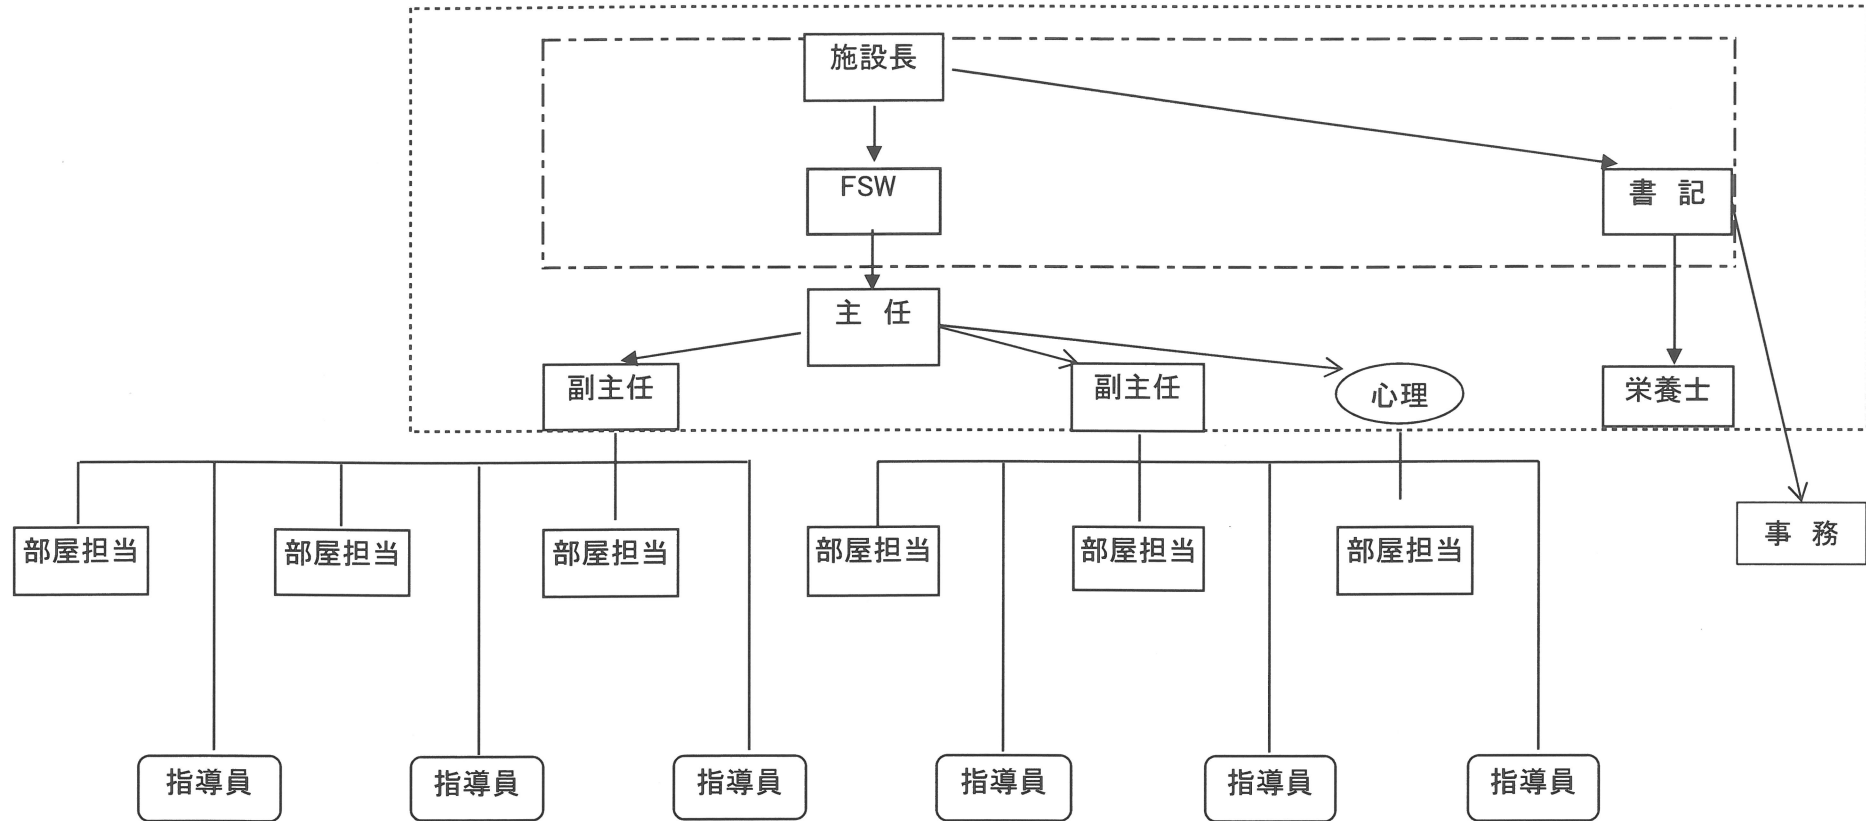 施設長
FSW
書 記
主 任
副主任
副主任
心理
栄養士
事 務
部屋担当
部屋担当
部屋担当
部屋担当
部屋担当
部屋担当
指導員
指導員
指導員
指導員
指導員
指導員